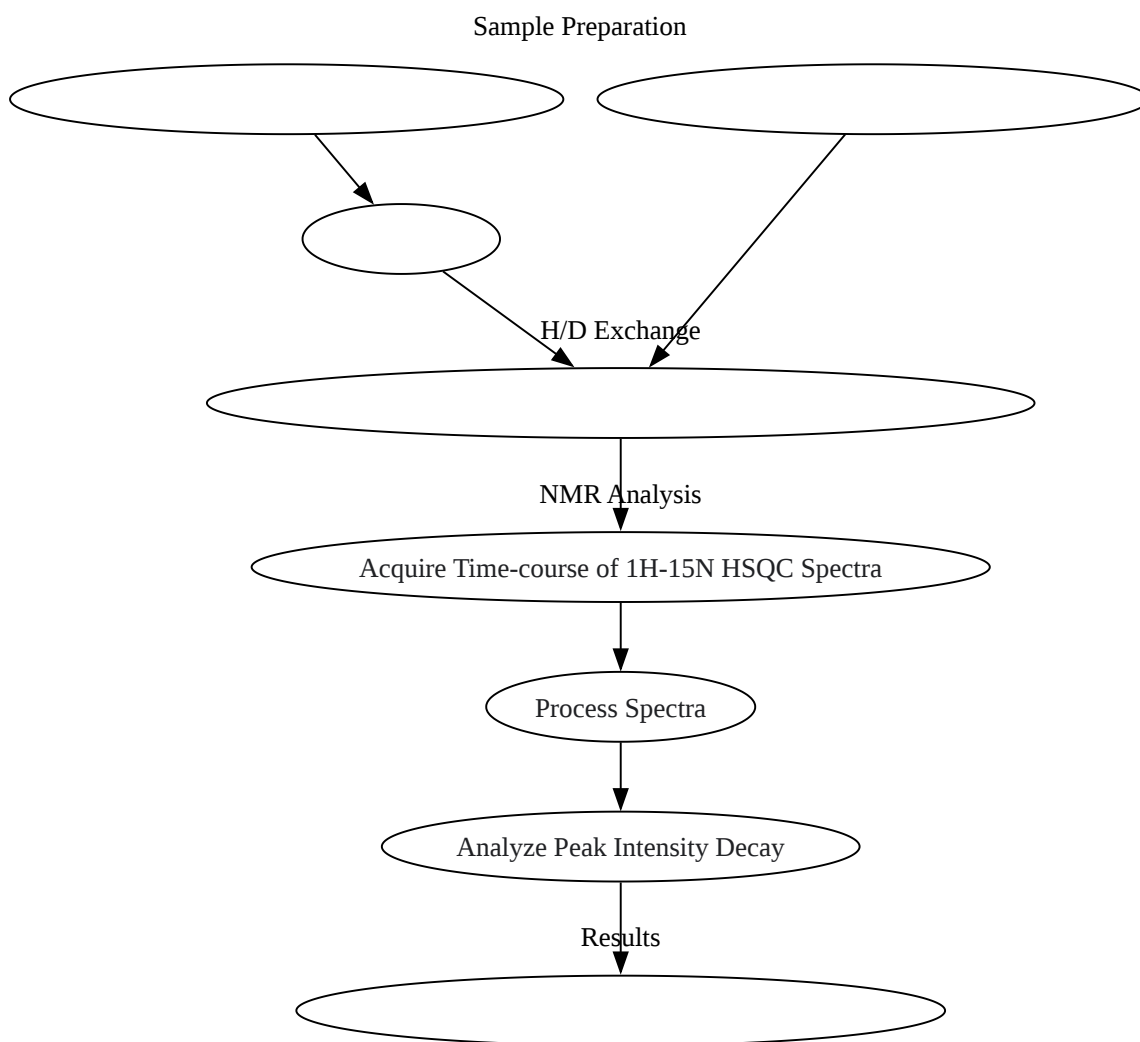 Sample Preparation
H/D Exchange
NMR Analysis
Acquire Time-course of 1H-15N HSQC Spectra
Process Spectra
Analyze Peak Intensity Decay
Results